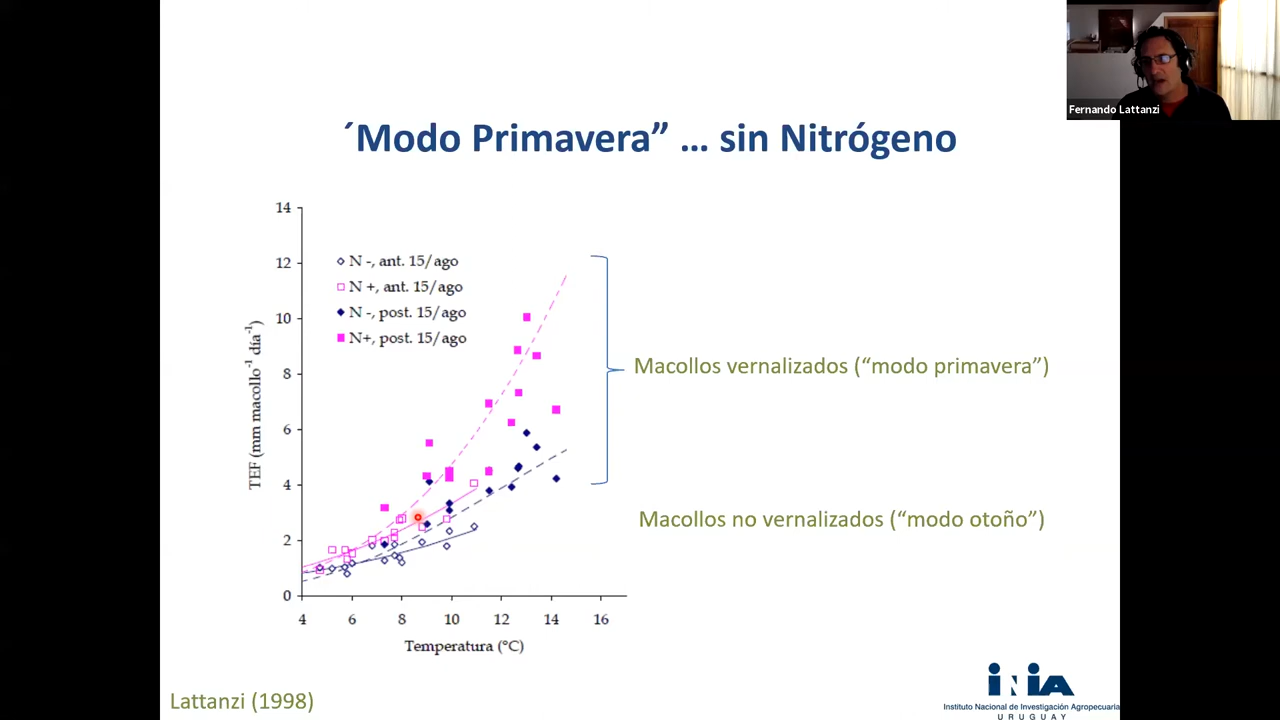 Fernando Lattanzi
´Modo Primavera” ... sin Nitrógeno
14
12
10
8
6
4
2
0
TEF (mm macollo-1 día-1)
N -, ant. 15/ago
N +, ant. 15/ago
N -, post. 15/ago
N+, post. 15/ago
4 6 8 10 12 14 16
Temperatura (°C)
Macollos vernalizados (“modo primavera”)
Macollos no vernalizados (“modo otoño”)
Lattanzi (1998)
INIA
Instituto Nacional de Investigación Agropecuaria
URUGUAY